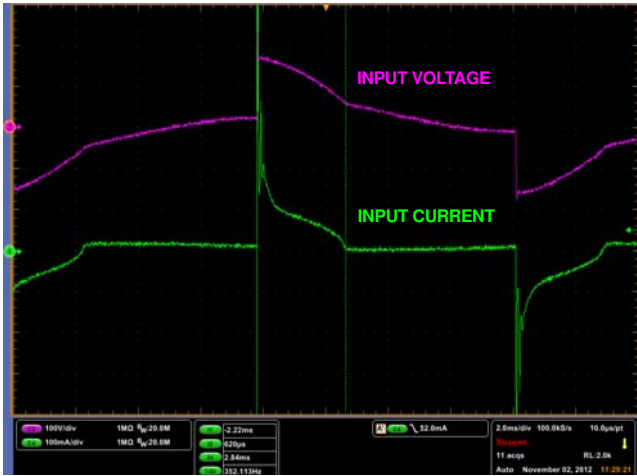 INPUT VOLTAGE
INPUT CURRENT
100V/div 1MΩ BW:20.0M
100mA/div 1MΩ BW:20.0M
-2.22ms
620µs
2.84ms
352.113Hz
52.0mA
2.0ms/div 100.0kS/s 10.0µs/pt
Stopped
11 acqs RL:2.0k
Auto November 02, 2012 11:29:21